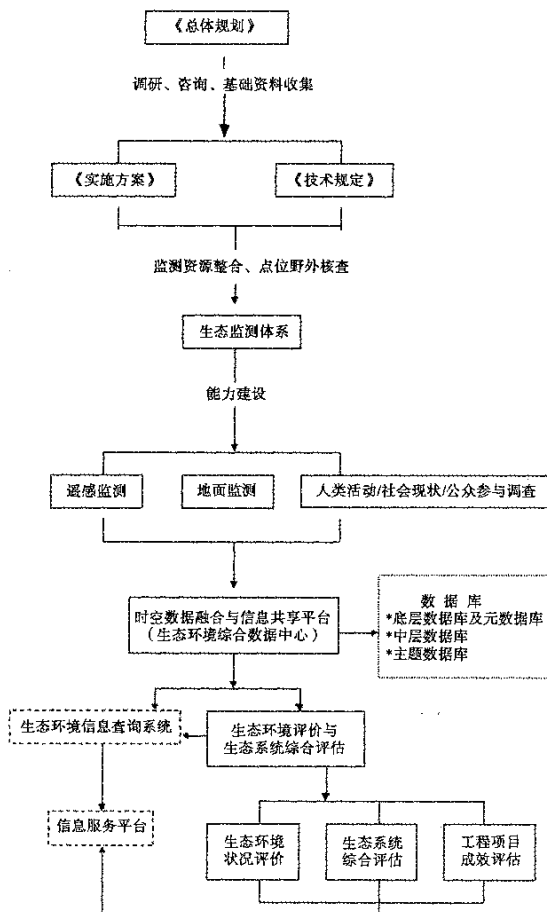 《总体规划》
调研、咨询、基础资料收集
《实施方案》
《技术规定》
监测资源整合、点位野外核查
生态监测体系
能力建设
遥感监测
地面监测
人类活动/社会现状/公众参与调查
时空数据融合与信息共享平台
（生态环境综合数据中心）
数 据 库
*底层数据库及元数据库
*中层数据库
*主题数据库
生态环境信息查询系统
生态环境评价与
生态系统综合评估
信息服务平台
生态环境
状况评价
生态系统
综合评估
工程项目
成效评估